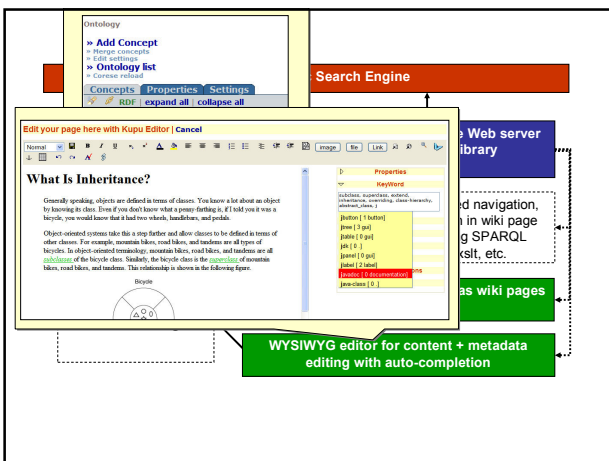 Ontology
» Add Concept
» Merge concepts
» Edit settings
» Ontology list
» Corese reload
Concepts Properties Settings
RDF | expand all | collapse all
Search Engine
Edit your page here with Kupu Editor | Cancel
Normal
image file Link
What Is Inheritance?
Generally speaking, objects are defined in terms of classes. You know a lot about an object
by knowing its class. Even if you don't know what a penny-farthing is, if I told you it was a
bicycle, you would know that it had two wheels, handlebars, and pedals.
Object-oriented systems take this a step further and allow classes to be defined in terms of
other classes. For example, mountain bikes, road bikes, and tandems are all types of
bicycles. In object-oriented terminology, mountain bikes, road bikes, and tandems are all
subclasses of the bicycle class. Similarly, the bicycle class is the superclass of mountain
bikes, road bikes, and tandems. This relationship is shown in the following figure.
Bicycle
Properties
KeyWord
subclass, superclass, extend,
inheritance, overriding, class-hierarchy,
abstract_class, j
jbutton [ 1 button]
jtree [ 3 gui]
jtable [ 0 gui]
jdk [ 0 .]
jpanel [ 0 gui]
jlabel [ 2 label]
javadoc [ 0 documentation]
java-class [ 0 .]
Web server
ed navigation,
in wiki page
SPARQL
xslt, etc.
as wiki pages
WYSIWYG editor for content + metadata
editing with auto-completion